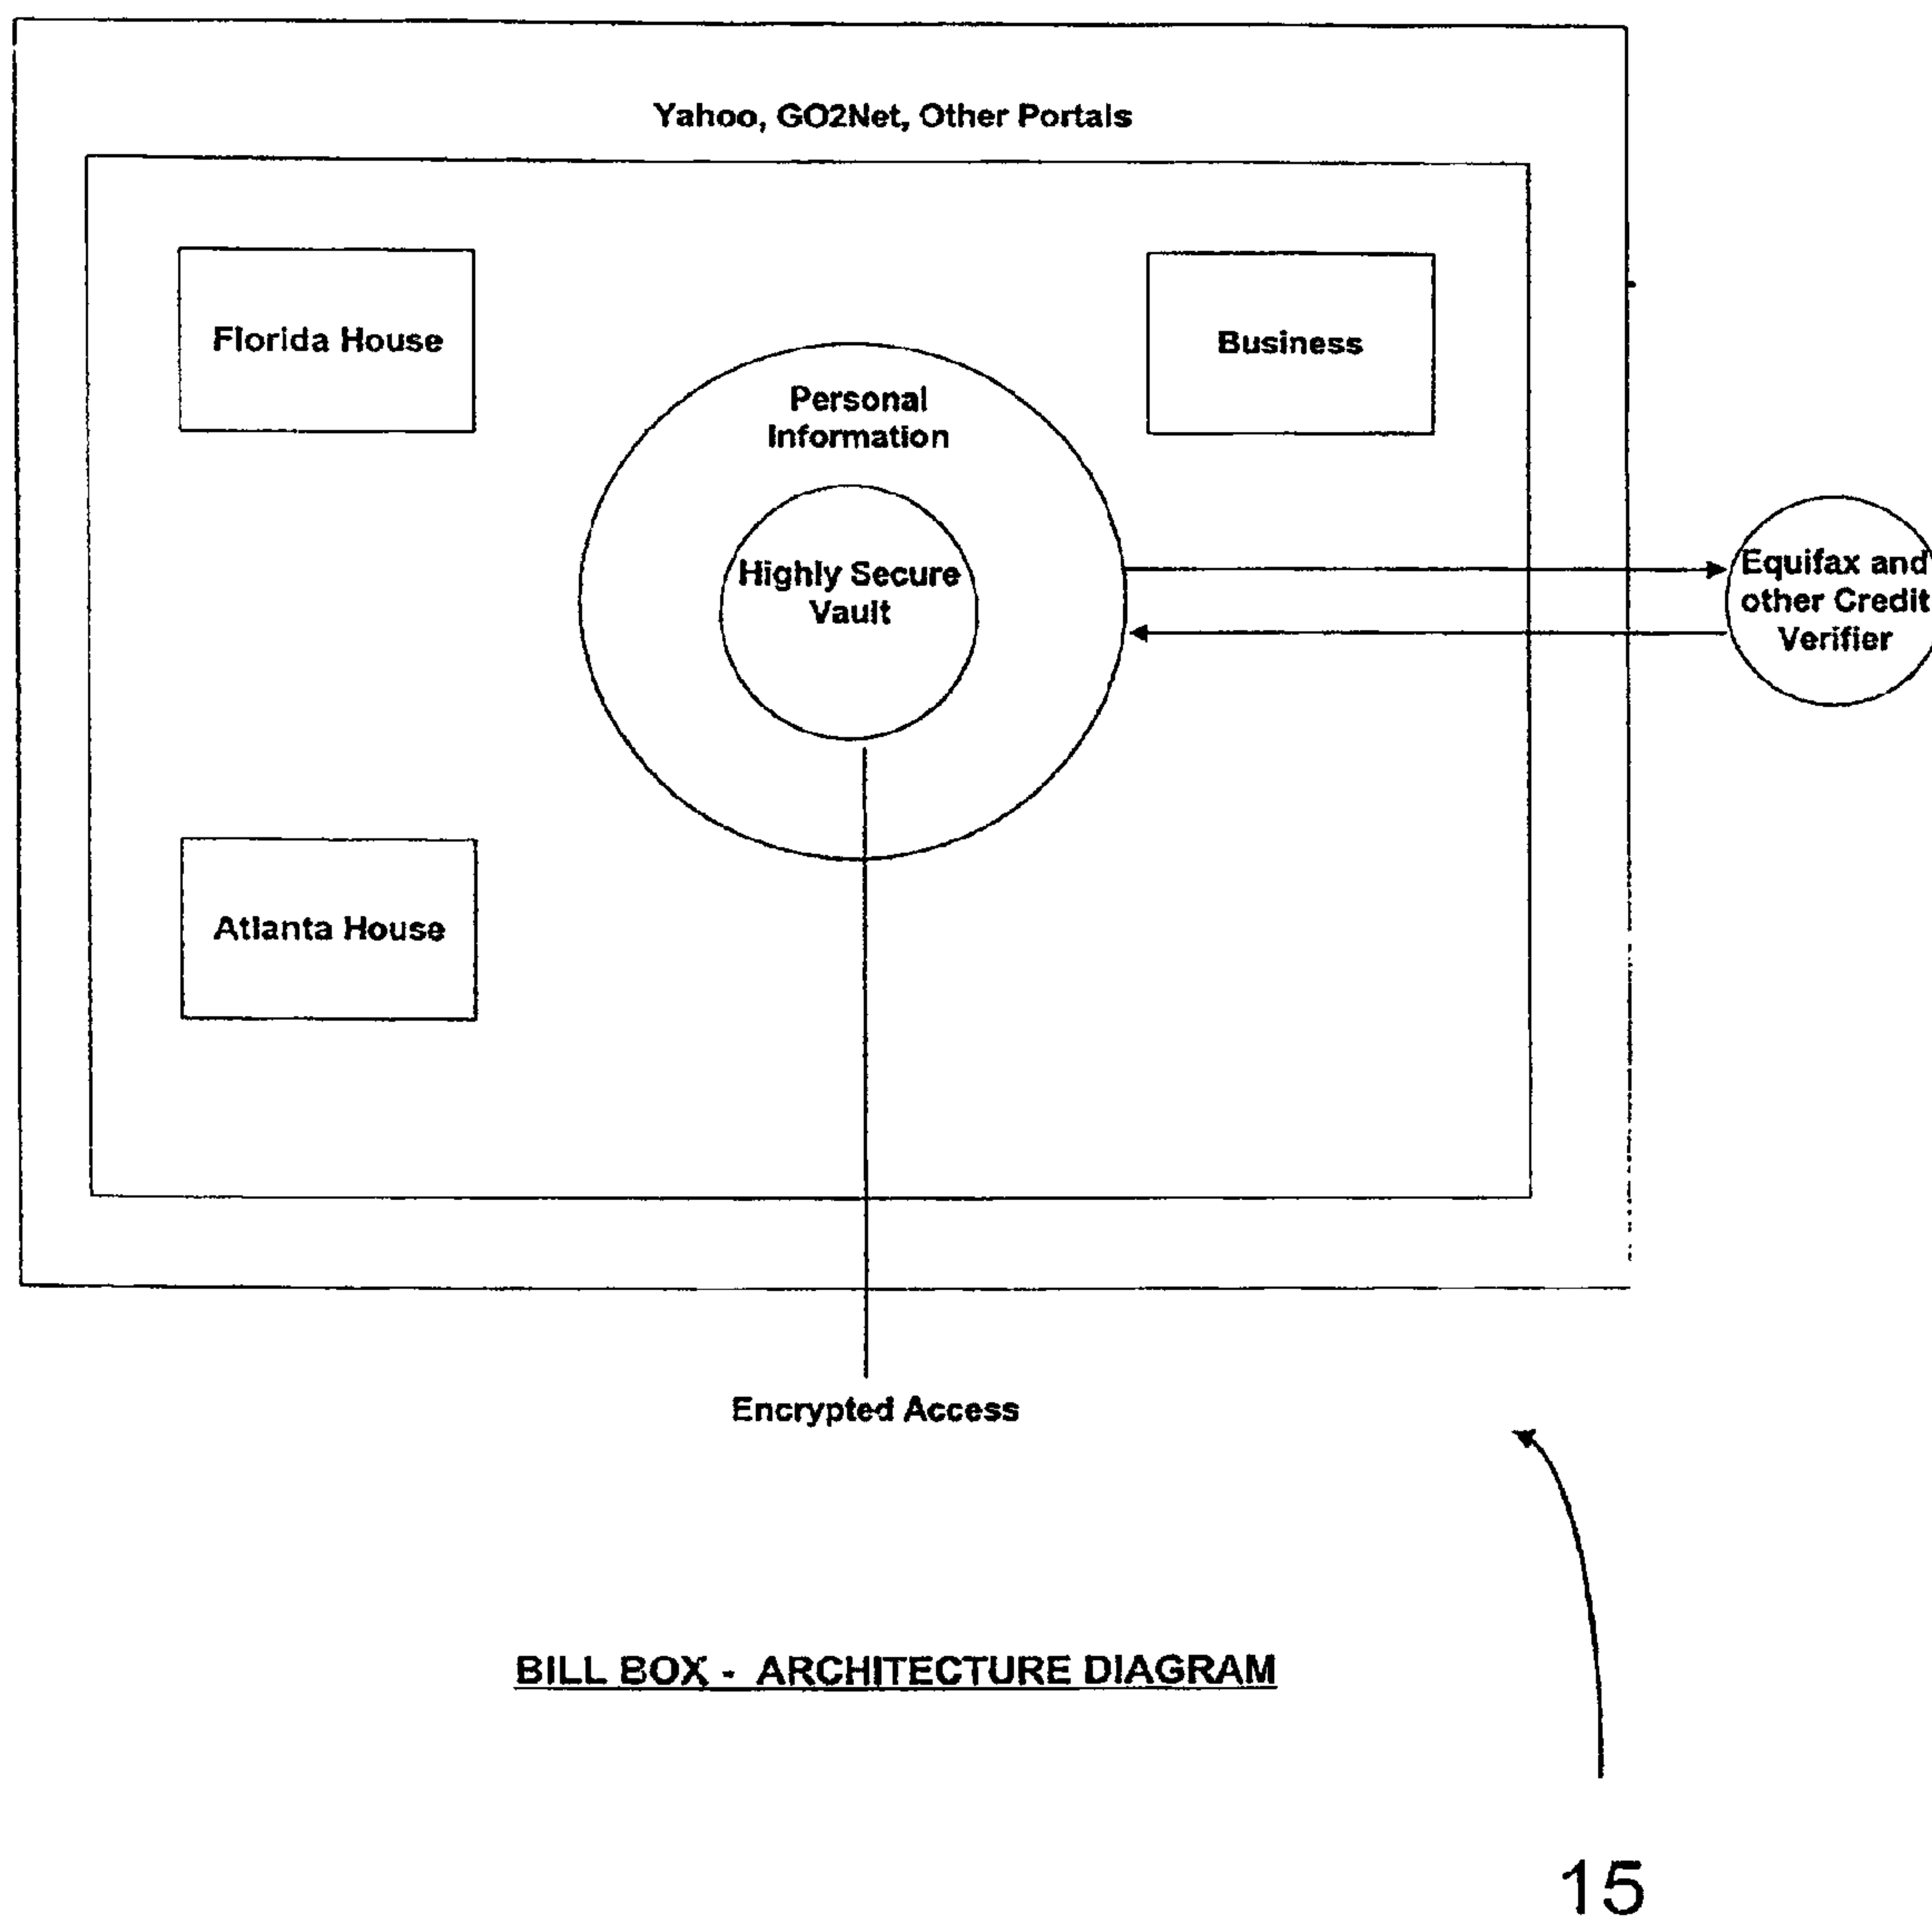 Yahoo, GO2Net, Other Portals
Florida House
Business
Personal
Information
Highly Secure
Vault
Equifax and
other Credit
Verifier
Atlanta House
Encrypted Access
BILL BOX - ARCHITECTURE DIAGRAM
15